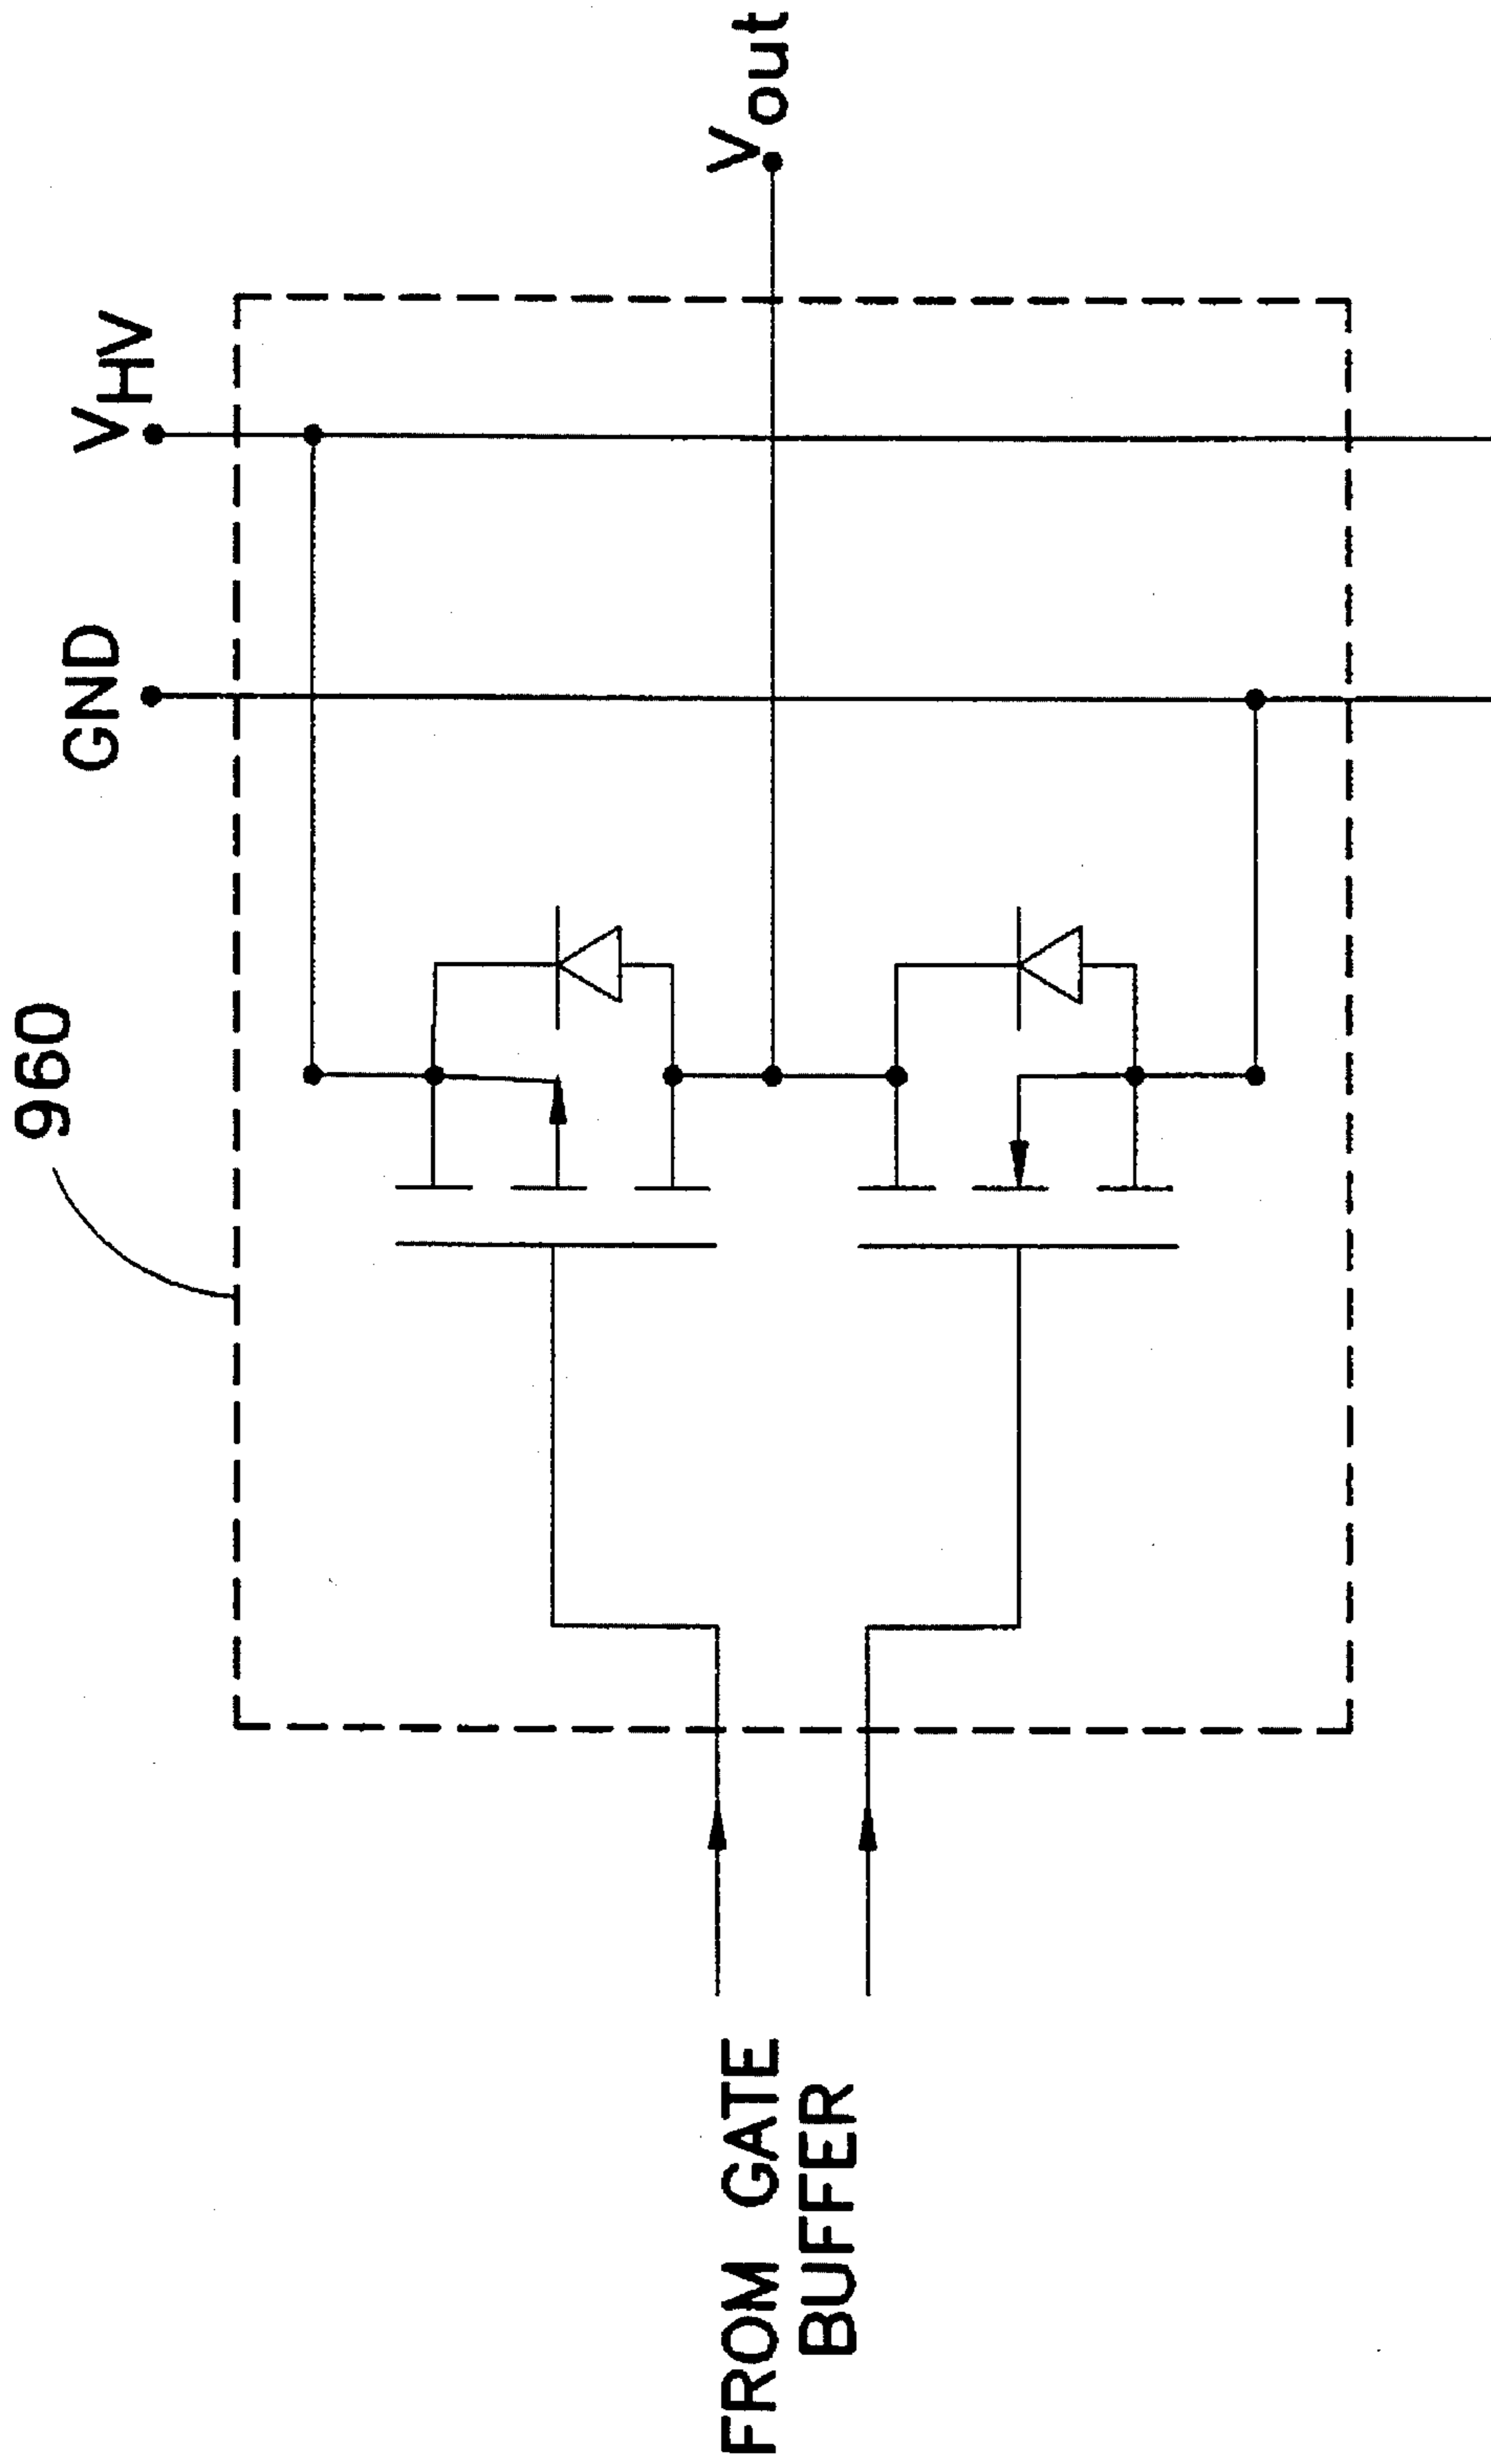 960
GND
VHV
Vout
FROM GATE
BUFFER